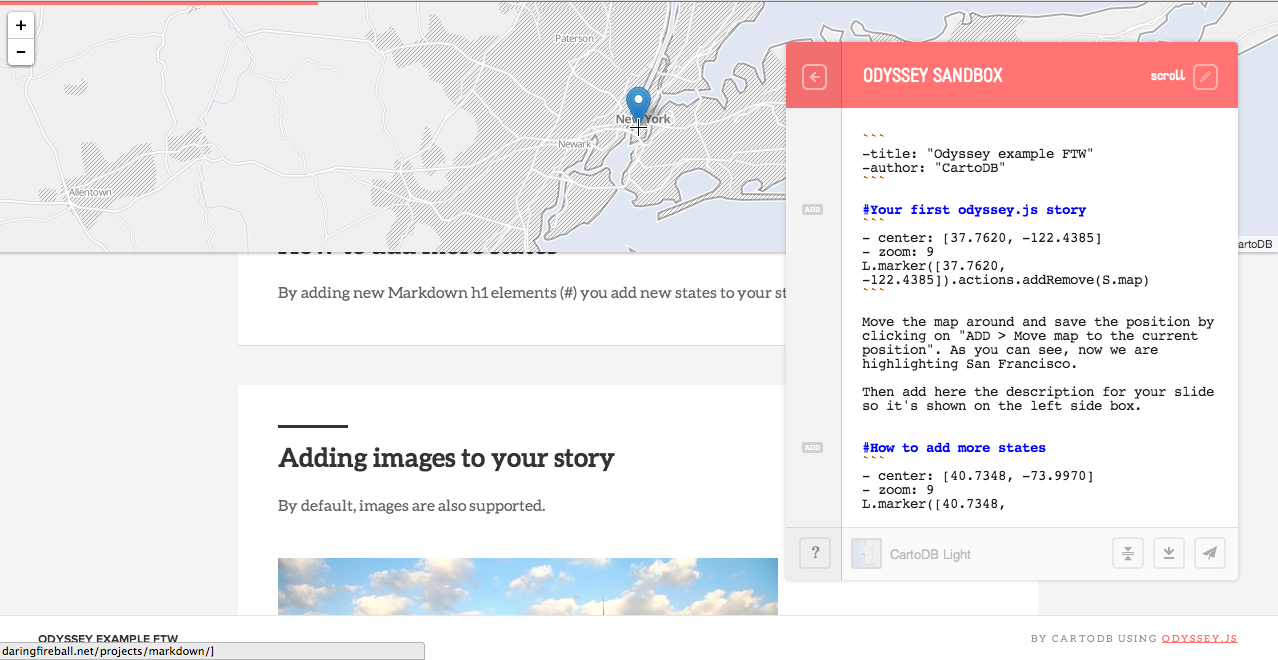 +
−
Paterson
New York
Newark
Allentown
artoDB
How to add more states
By adding new Markdown h1 elements (#) you add new states to your st
Adding images to your story
By default, images are also supported.
ODYSSEY SANDBOX
scroll
```
-title: "Odyssey example FTW"
-author: "CartoDB"
```
ADD
#Your first odyssey.js story
```
- center: [37.7620, -122.4385]
- zoom: 9
L.marker([37.7620,
-122.4385]).actions.addRemove(S.map)
```
Move the map around and save the position by
clicking on "ADD > Move map to the current
position". As you can see, now we are
highlighting San Francisco.
Then add here the description for your slide
so it's shown on the left side box.
ADD
#How to add more states
```
- center: [40.7348, -73.9970]
- zoom: 9
L.marker([40.7348,
?
CartoDB Light
ODYSSEY EXAMPLE FTW
BY CARTODB USING ODYSSEY.JS
daringfireball.net/projects/markdown/]